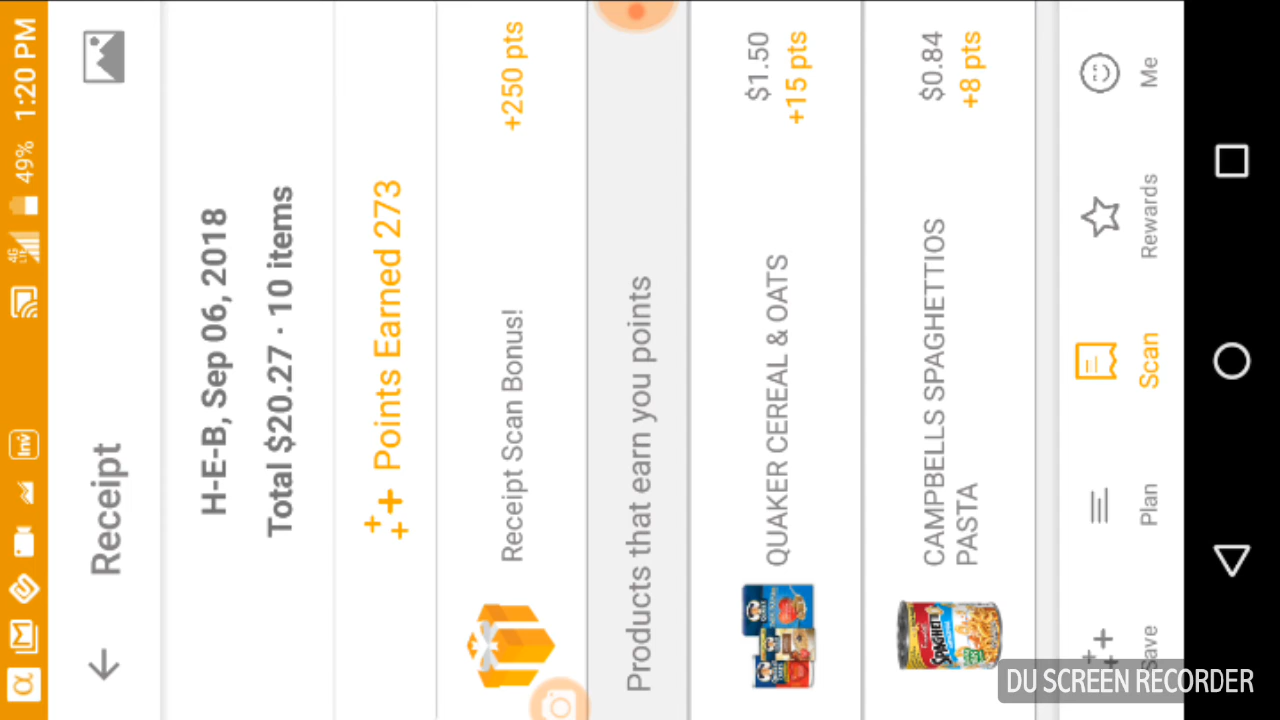 49% 1:20 PM
Receipt
H-E-B, Sep 06, 2018
Total $20.27 · 10 items
Points Earned 273
Receipt Scan Bonus! +250 pts
Products that earn you points
QUAKER CEREAL & OATS $1.50
+15 pts
CAMPBELLS SPAGHETTIOS $0.84
PASTA +8 pts
Save Plan Scan Rewards Me
DU SCREEN RECORDER